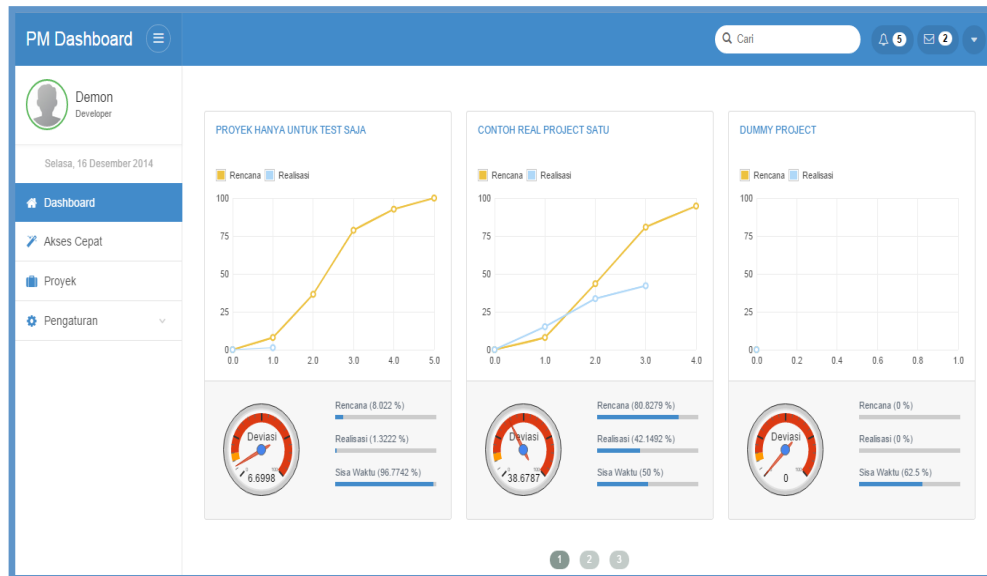 PM Dashboard
Cari
5
2
Demon
Developer
Selasa, 16 Desember 2014
Dashboard
Akses Cepat
Proyek
Pengaturan
PROYEK HANYA UNTUK TEST SAJA
Rencana Realisasi
100
75
50
25
0
0.0 1.0 2.0 3.0 4.0 5.0
Deviasi
6.6998
Rencana (8.022 %)
Realisasi (1.3222 %)
Sisa Waktu (96.7742 %)
CONTOH REAL PROJECT SATU
Rencana Realisasi
100
75
50
25
0
0.0 1.0 2.0 3.0 4.0
Deviasi
38.6787
Rencana (80.8279 %)
Realisasi (42.1492 %)
Sisa Waktu (50 %)
DUMMY PROJECT
Rencana Realisasi
100
75
50
25
0
0.0 0.2 0.4 0.6 0.8 1.0
Deviasi
0
Rencana (0 %)
Realisasi (0 %)
Sisa Waktu (62.5 %)
1 2 3